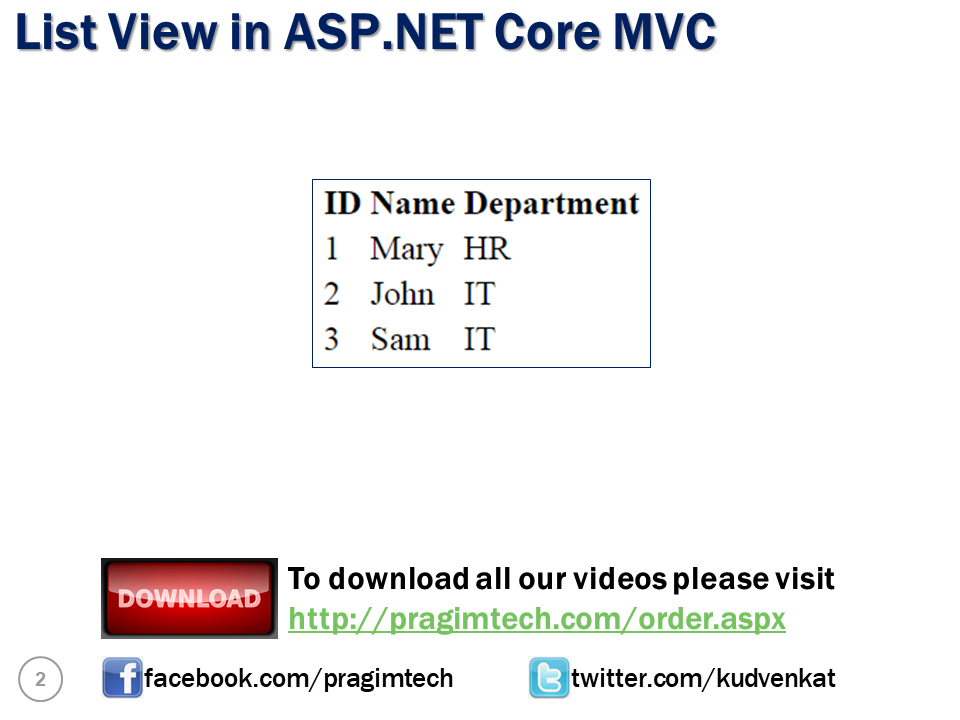 List View in ASP.NET Core MVC
ID Name Department
1 Mary HR
2 John IT
3 Sam IT
DOWNLOAD
To download all our videos please visit
http://pragimtech.com/order.aspx
2
facebook.com/pragimtech
twitter.com/kudvenkat